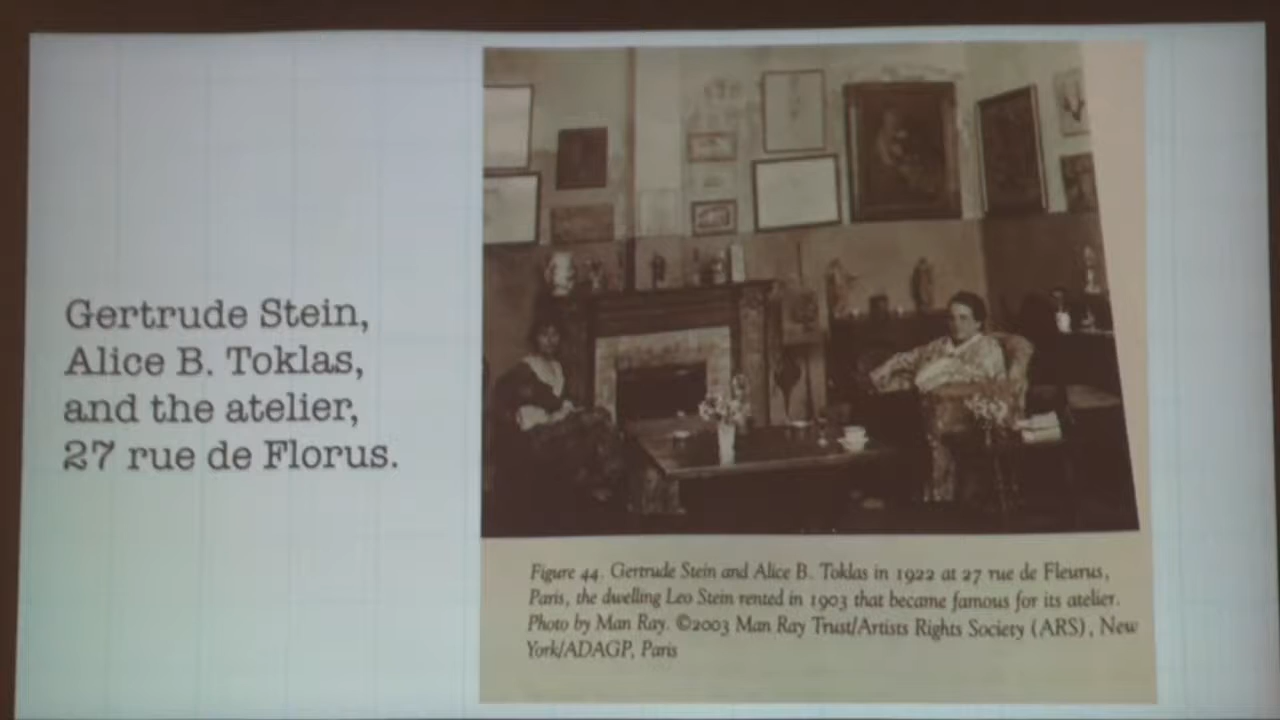 Gertrude Stein,
Alice B. Toklas,
and the atelier,
27 rue de Florus.
Figure 44. Gertrude Stein and Alice B. Toklas in 1922 at 27 rue de Fleurus,
Paris, the dwelling Leo Stein rented in 1903 that became famous for its atelier.
Photo by Man Ray. ©2003 Man Ray Trust/Artists Rights Society (ARS), New
York/ADAGP, Paris